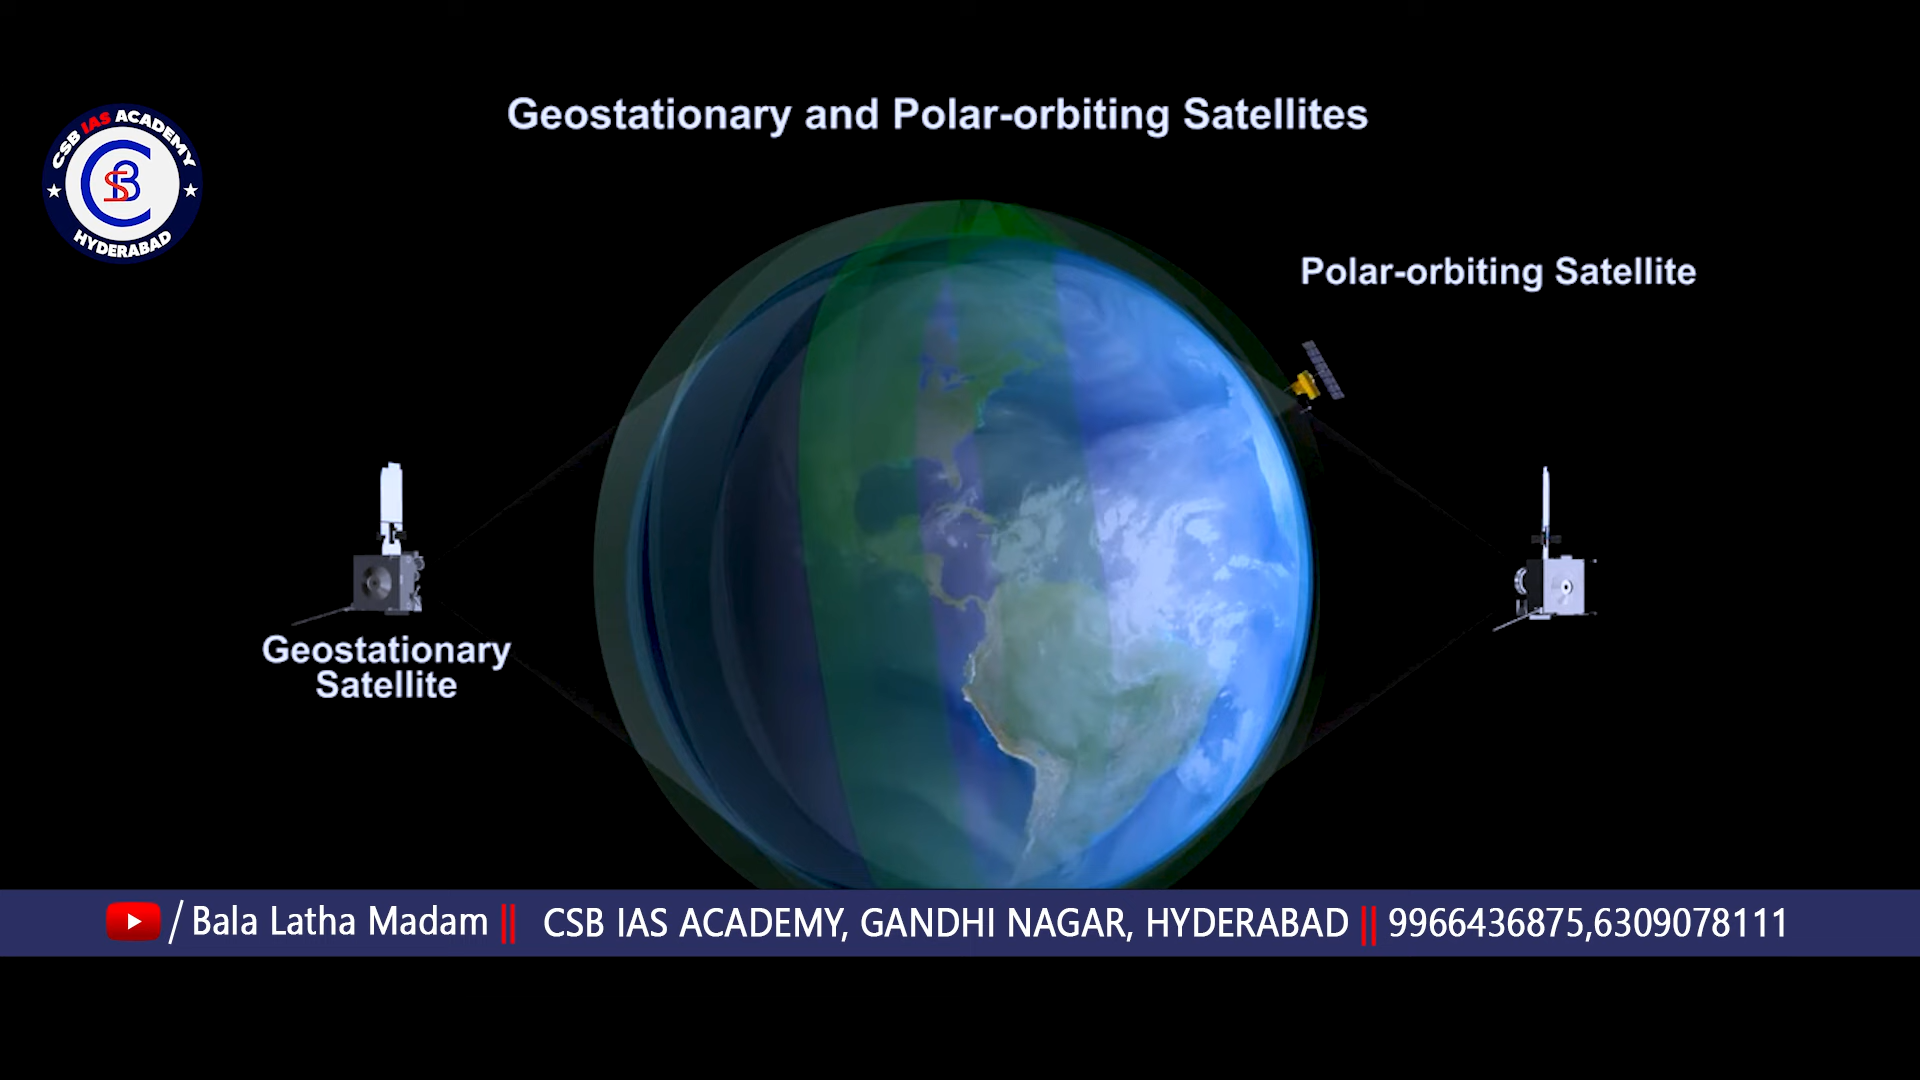 Geostationary and Polar-orbiting Satellites
CSB IAS ACADEMY
CSB
HYDERABAD
Polar-orbiting Satellite
Geostationary
Satellite
/ Bala Latha Madam || CSB IAS ACADEMY, GANDHI NAGAR, HYDERABAD || 9966436875,6309078111